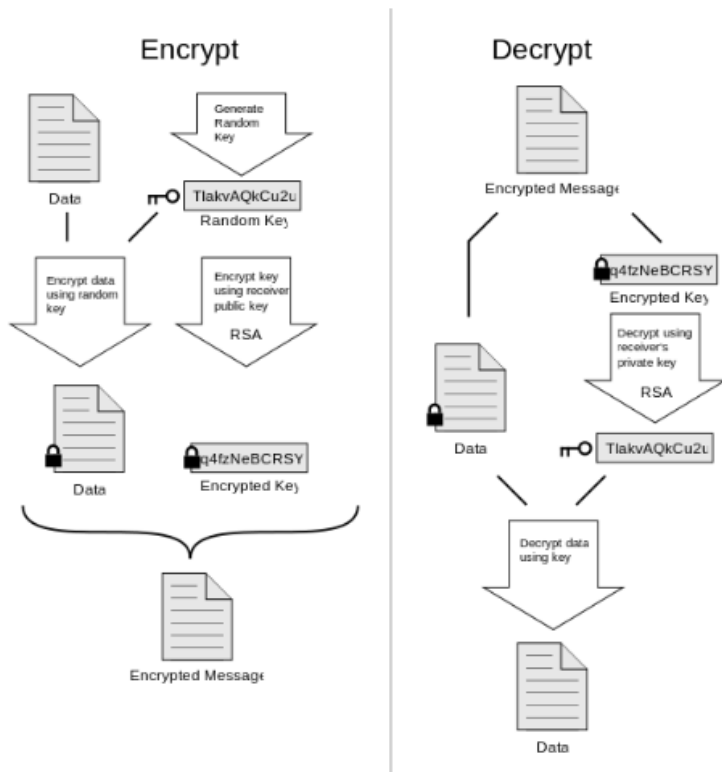 Encrypt
Data
Generate
Random
Key
TIakvAQkCu2u
Random Key
Encrypt data
using random
key
Encrypt key
using receiver
public key
RSA
Data
q4fzNeBCRSY
Encrypted Key
Encrypted Message
Decrypt
Encrypted Message
q4fzNeBCRSY
Encrypted Key
Decrypt using
receiver's
private key
RSA
Data
TIakvAQkCu2u
Decrypt data
using key
Data